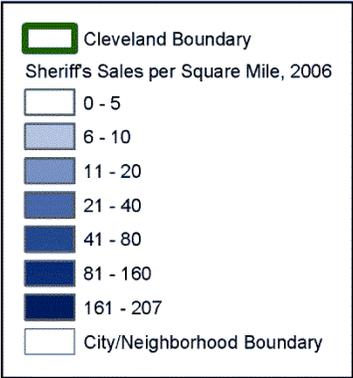 Cleveland Boundary
Sheriff's Sales per Square Mile, 2006
0 - 5
6 - 10
11 - 20
21 - 40
41 - 80
81 - 160
161 - 207
City/Neighborhood Boundary